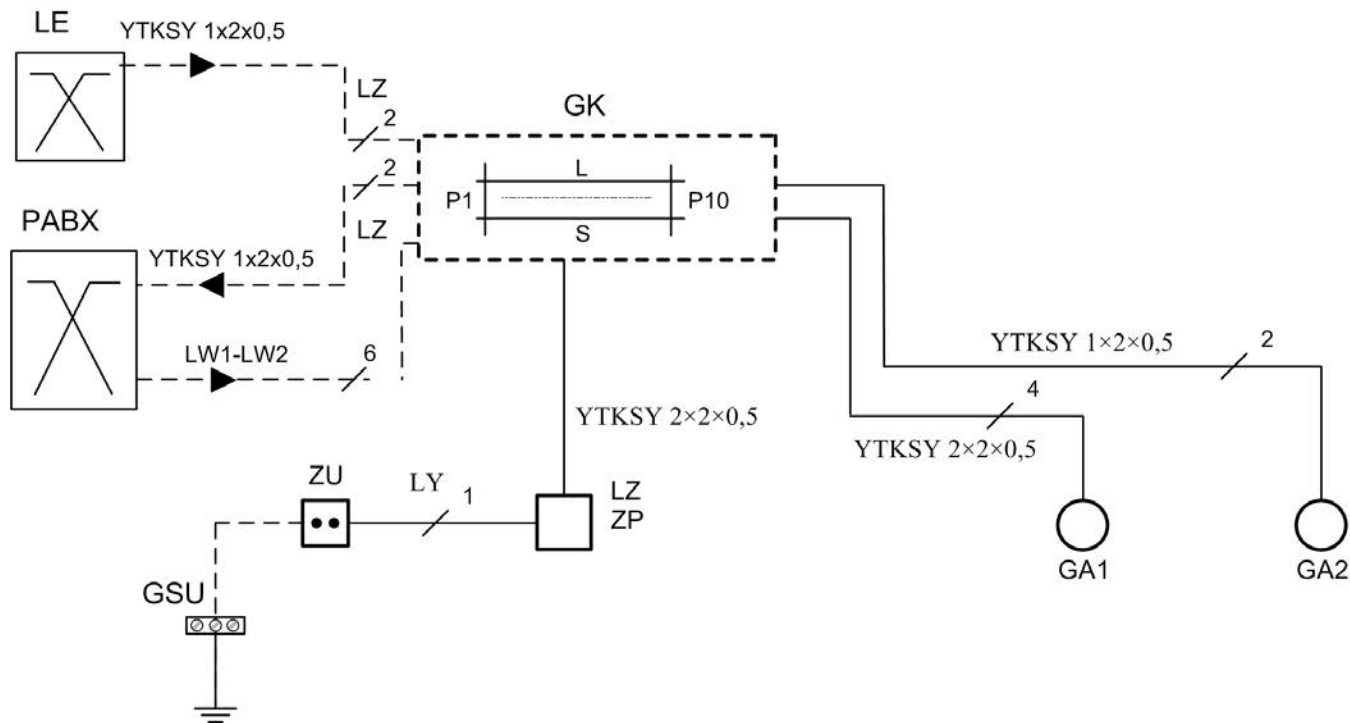 LE
YTKSY 1x2x0,5
LZ
2
GK
2
L
P1
P10
S
PABX
LZ
YTKSY 1x2x0,5
LW1-LW2
6
YTKSY 1×2×0,5
2
4
YTKSY 2×2×0,5
YTKSY 2×2×0,5
ZU
LY
1
LZ
ZP
GA1
GA2
GSU